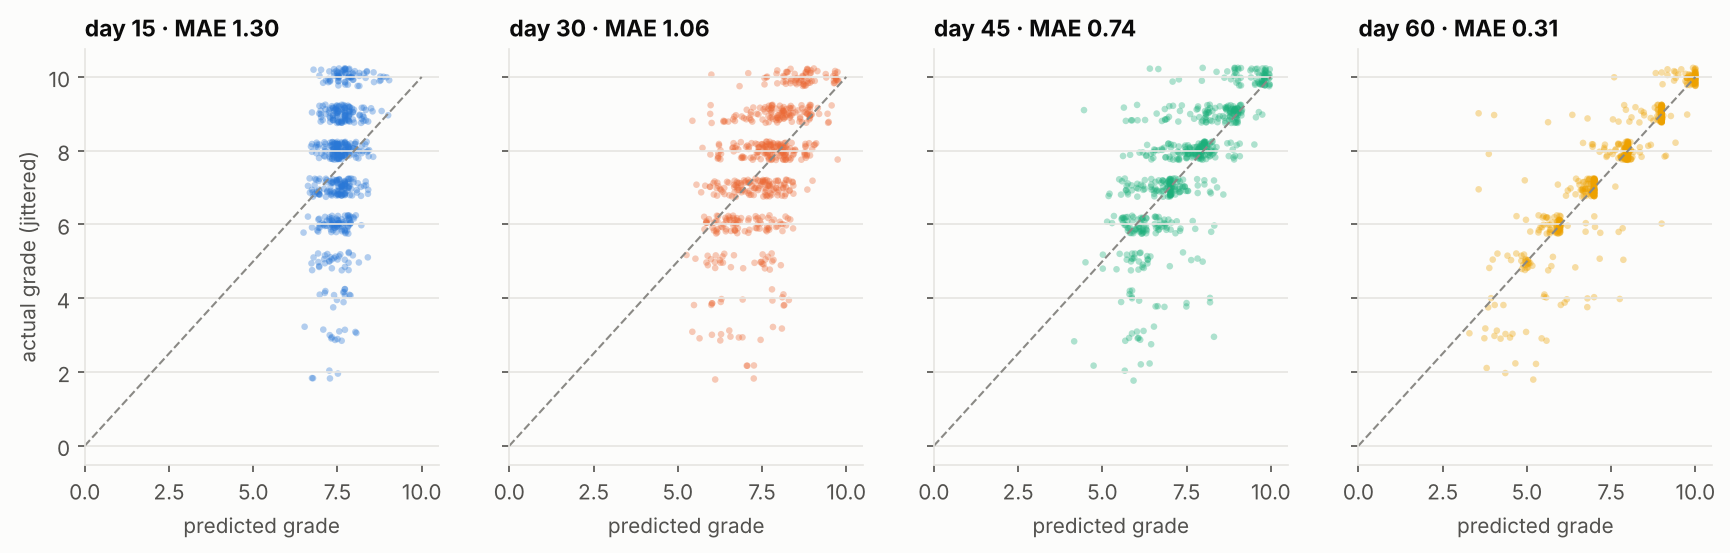 day 15 · MAE 1.30
day 30 · MAE 1.06
day 45 · MAE 0.74
day 60 · MAE 0.31
actual grade (jittered)
10
8
6
4
2
0
0.0 2.5 5.0 7.5 10.0
0.0 2.5 5.0 7.5 10.0
0.0 2.5 5.0 7.5 10.0
0.0 2.5 5.0 7.5 10.0
predicted grade
predicted grade
predicted grade
predicted grade